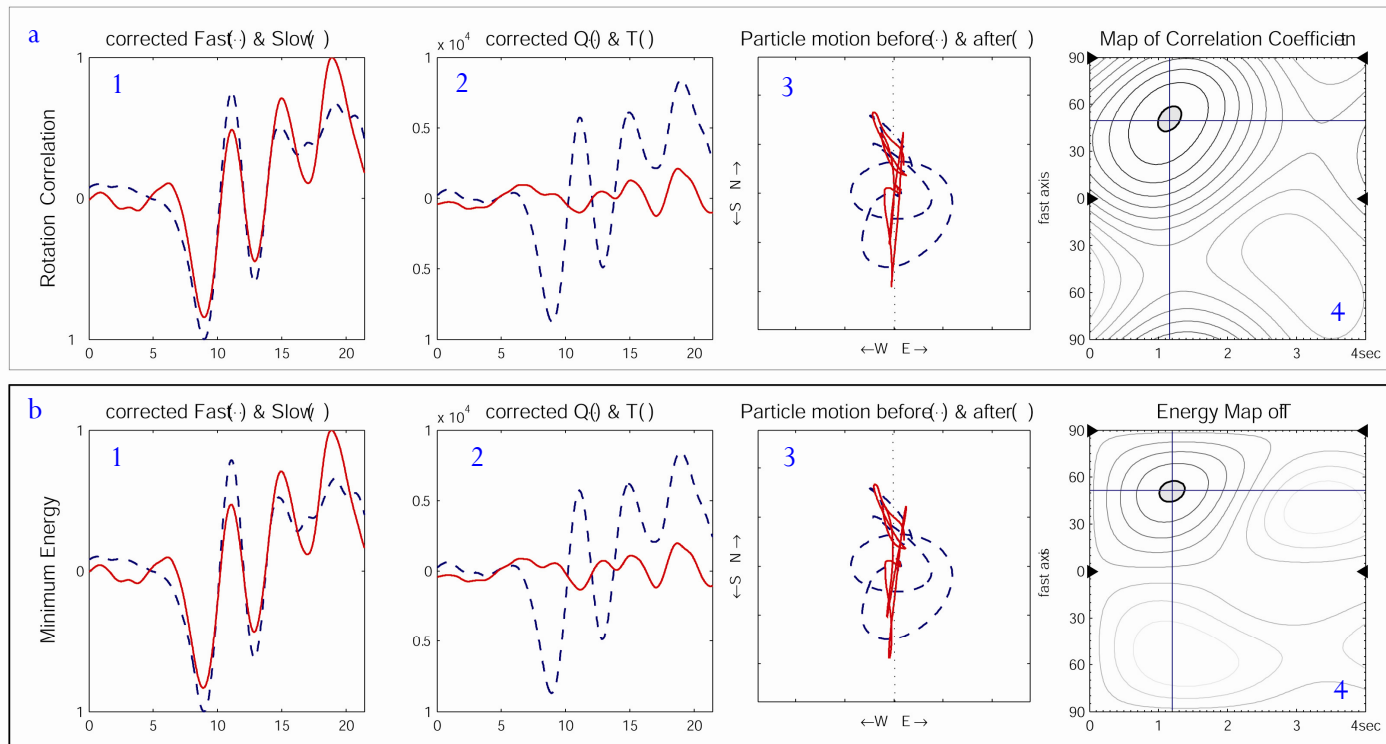 a
corrected Fast(··) & Slow( )
corrected Q(·) & T( )
Particle motion before(··) & after( )
Map of Correlation Coefficien
x 10⁴
1 2 3 4
Rotation Correlation
1
0
1
0 5 10 15 20
1
0.5
0
0.5
1
0 5 10 15 20
←S N→
←W E→
fast axis
90
60
30
0
30
60
90
0 1 2 3 4sec
b
corrected Fast(··) & Slow( )
corrected Q(·) & T( )
Particle motion before(··) & after( )
Energy Map of T
x 10⁴
1 2 3 4
Minimum Energy
1
0
1
0 5 10 15 20
1
0.5
0
0.5
1
0 5 10 15 20
←S N→
←W E→
fast axis
90
60
30
0
30
60
90
0 1 2 3 4sec